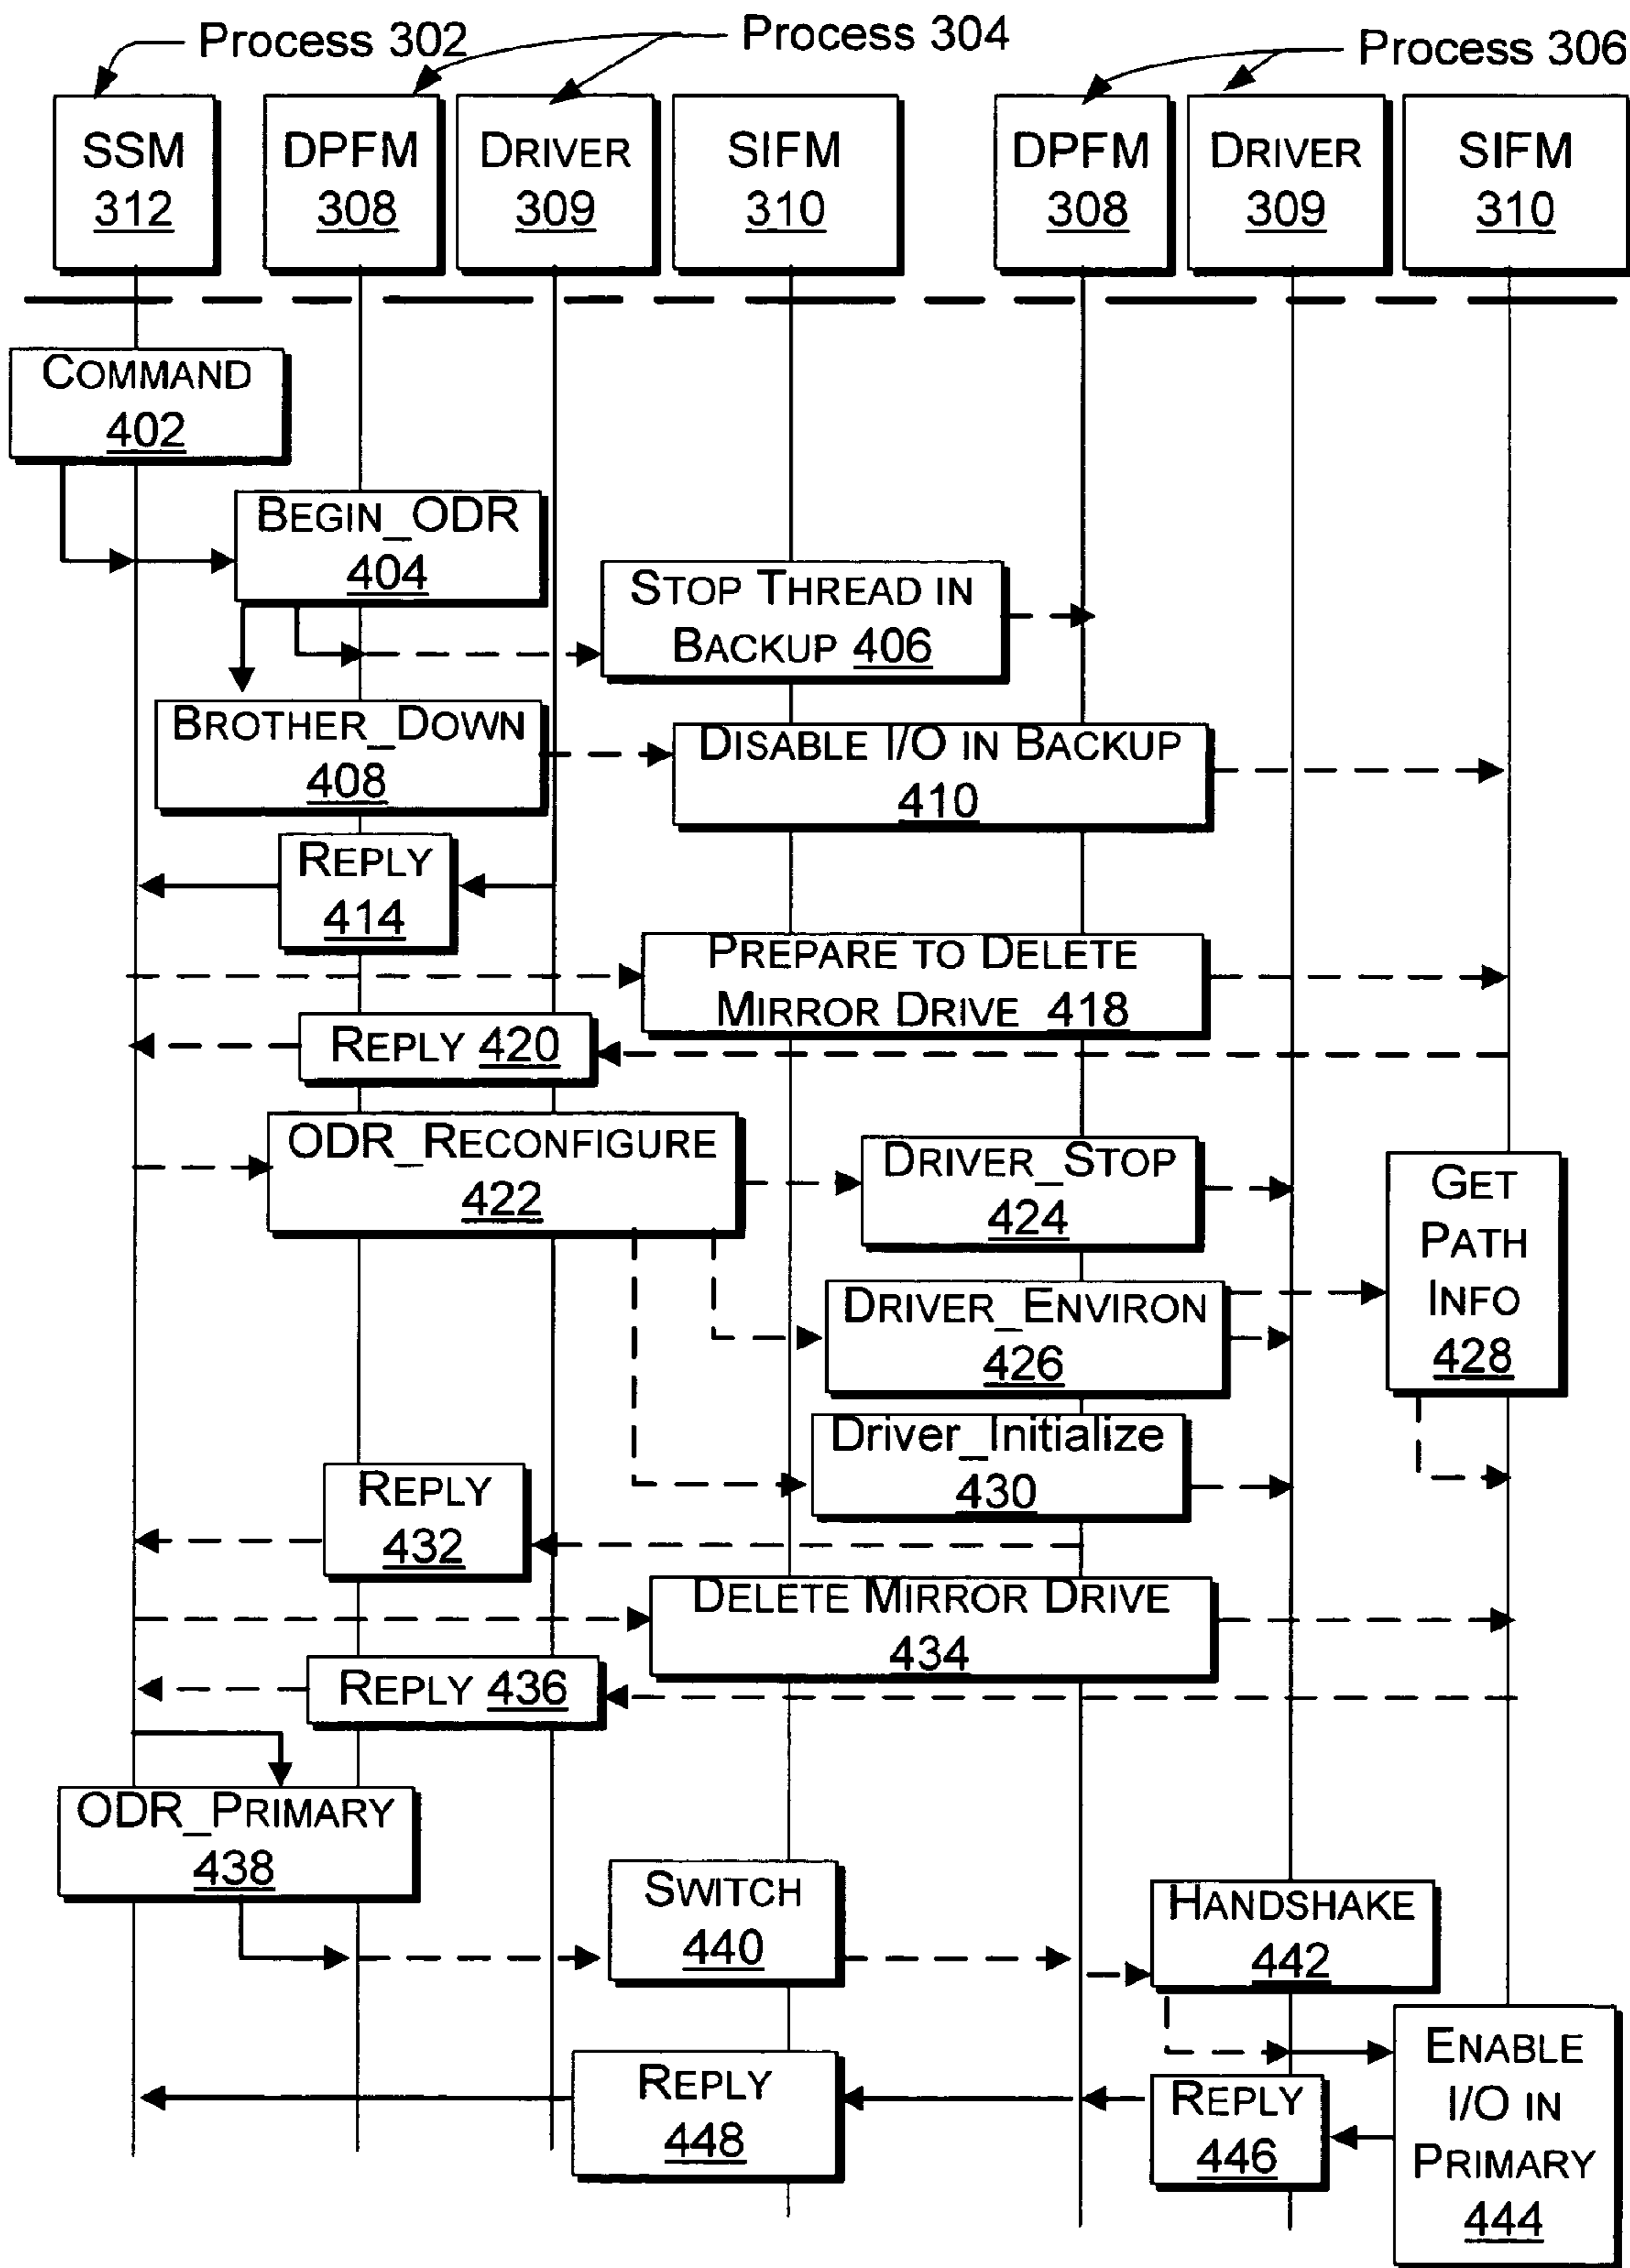 Process 302
Process 304
Process 306
SSM
312
DPFM
308
DRIVER
309
SIFM
310
DPFM
308
DRIVER
309
SIFM
310
COMMAND
402
BEGIN_ODR
404
STOP THREAD IN
BACKUP 406
BROTHER_DOWN
408
DISABLE I/O IN BACKUP
410
REPLY
414
PREPARE TO DELETE
MIRROR DRIVE 418
REPLY 420
ODR_RECONFIGURE
422
DRIVER_STOP
424
GET
PATH
INFO
428
DRIVER_ENVIRON
426
Driver_Initialize
430
REPLY
432
DELETE MIRROR DRIVE
434
REPLY 436
ODR_PRIMARY
438
SWITCH
440
HANDSHAKE
442
ENABLE
I/O IN
PRIMARY
444
REPLY
446
REPLY
448